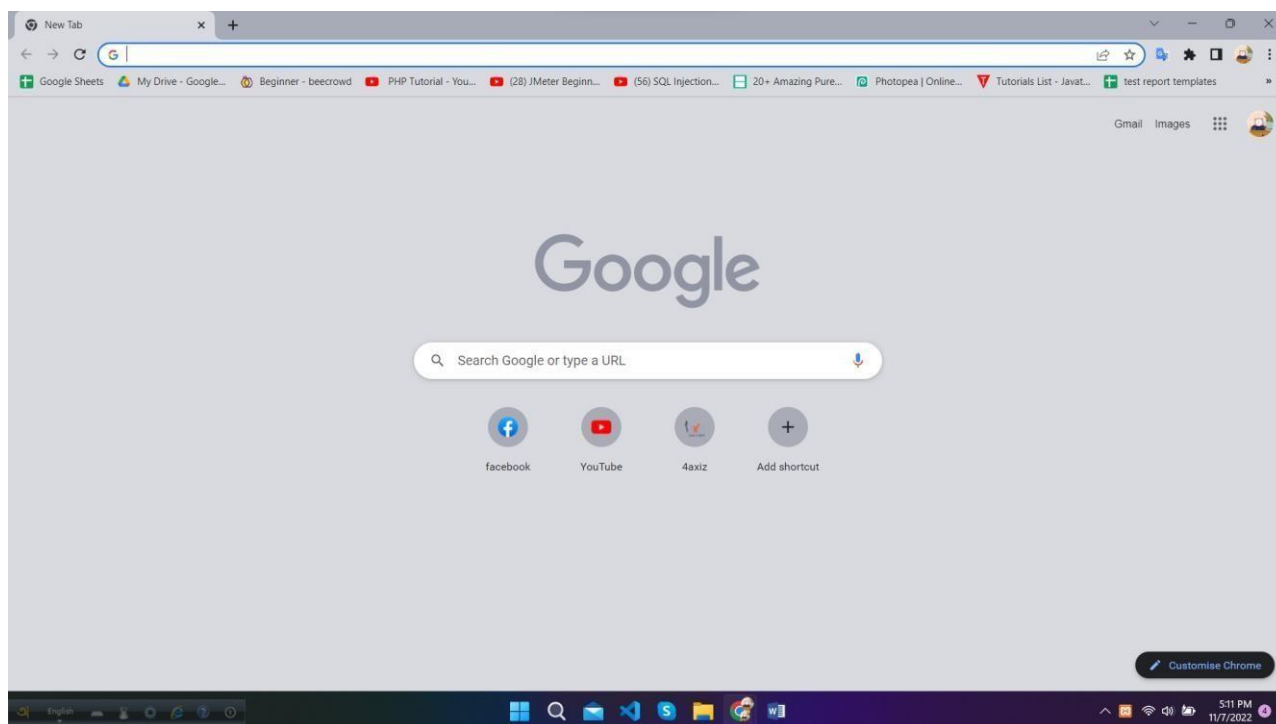 New Tab
Google Sheets My Drive - Google... Beginner - beecrowd PHP Tutorial - You... (28) JMeter Beginn... (56) SQL Injection... 20+ Amazing Pure... Photopea | Online... Tutorials List - Javat... test report templates »
Gmail Images
Google
Search Google or type a URL
facebook YouTube 4axiz Add shortcut
Customise Chrome
English
5:11 PM
11/7/2022
4